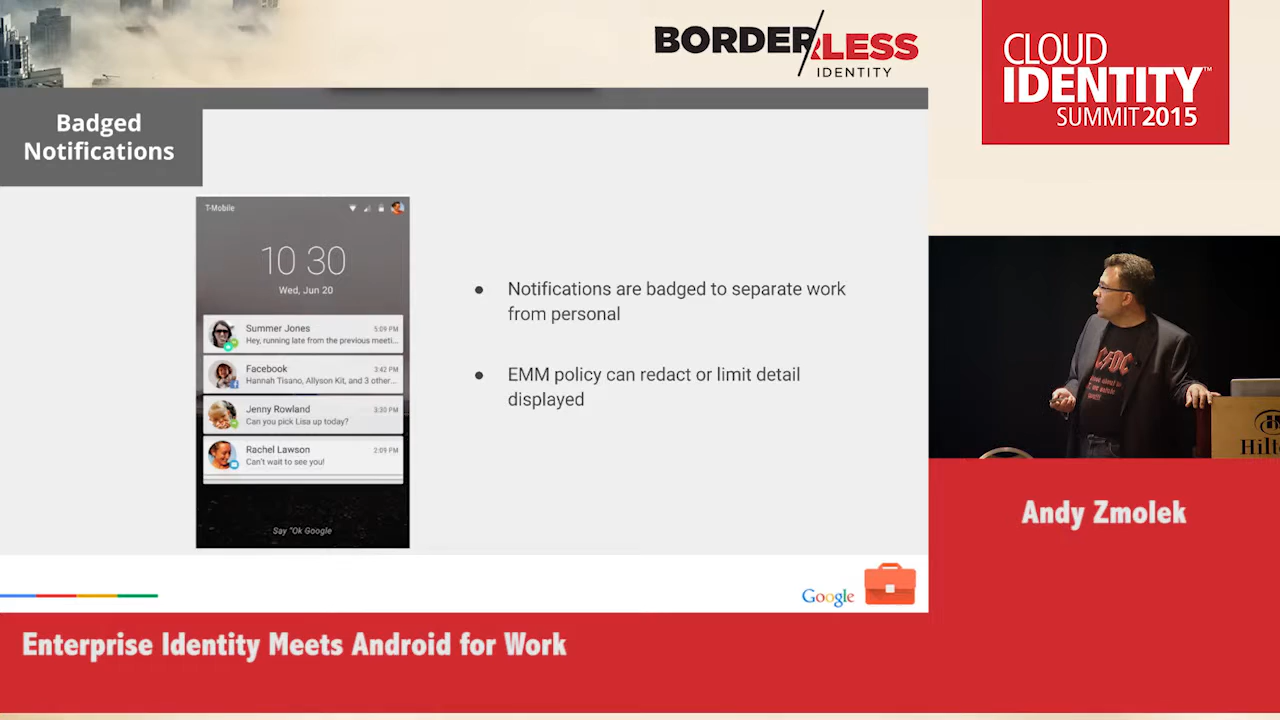 BORDERLESS
IDENTITY
CLOUD
IDENTITY™
SUMMIT 2015
Badged
Notifications
T-Mobile
10 30
Wed, Jun 20
Summer Jones 5:09 PM
Hey, running late from the previous meeti...
Facebook 3:42 PM
Hannah Tisano, Allyson Kit, and 3 other...
Jenny Rowland 3:30 PM
Can you pick Lisa up today?
Rachel Lawson 2:09 PM
Can't wait to see you!
Say "Ok Google
● Notifications are badged to separate work
from personal
● EMM policy can redact or limit detail
displayed
Google
Hilt
Andy Zmolek
Enterprise Identity Meets Android for Work